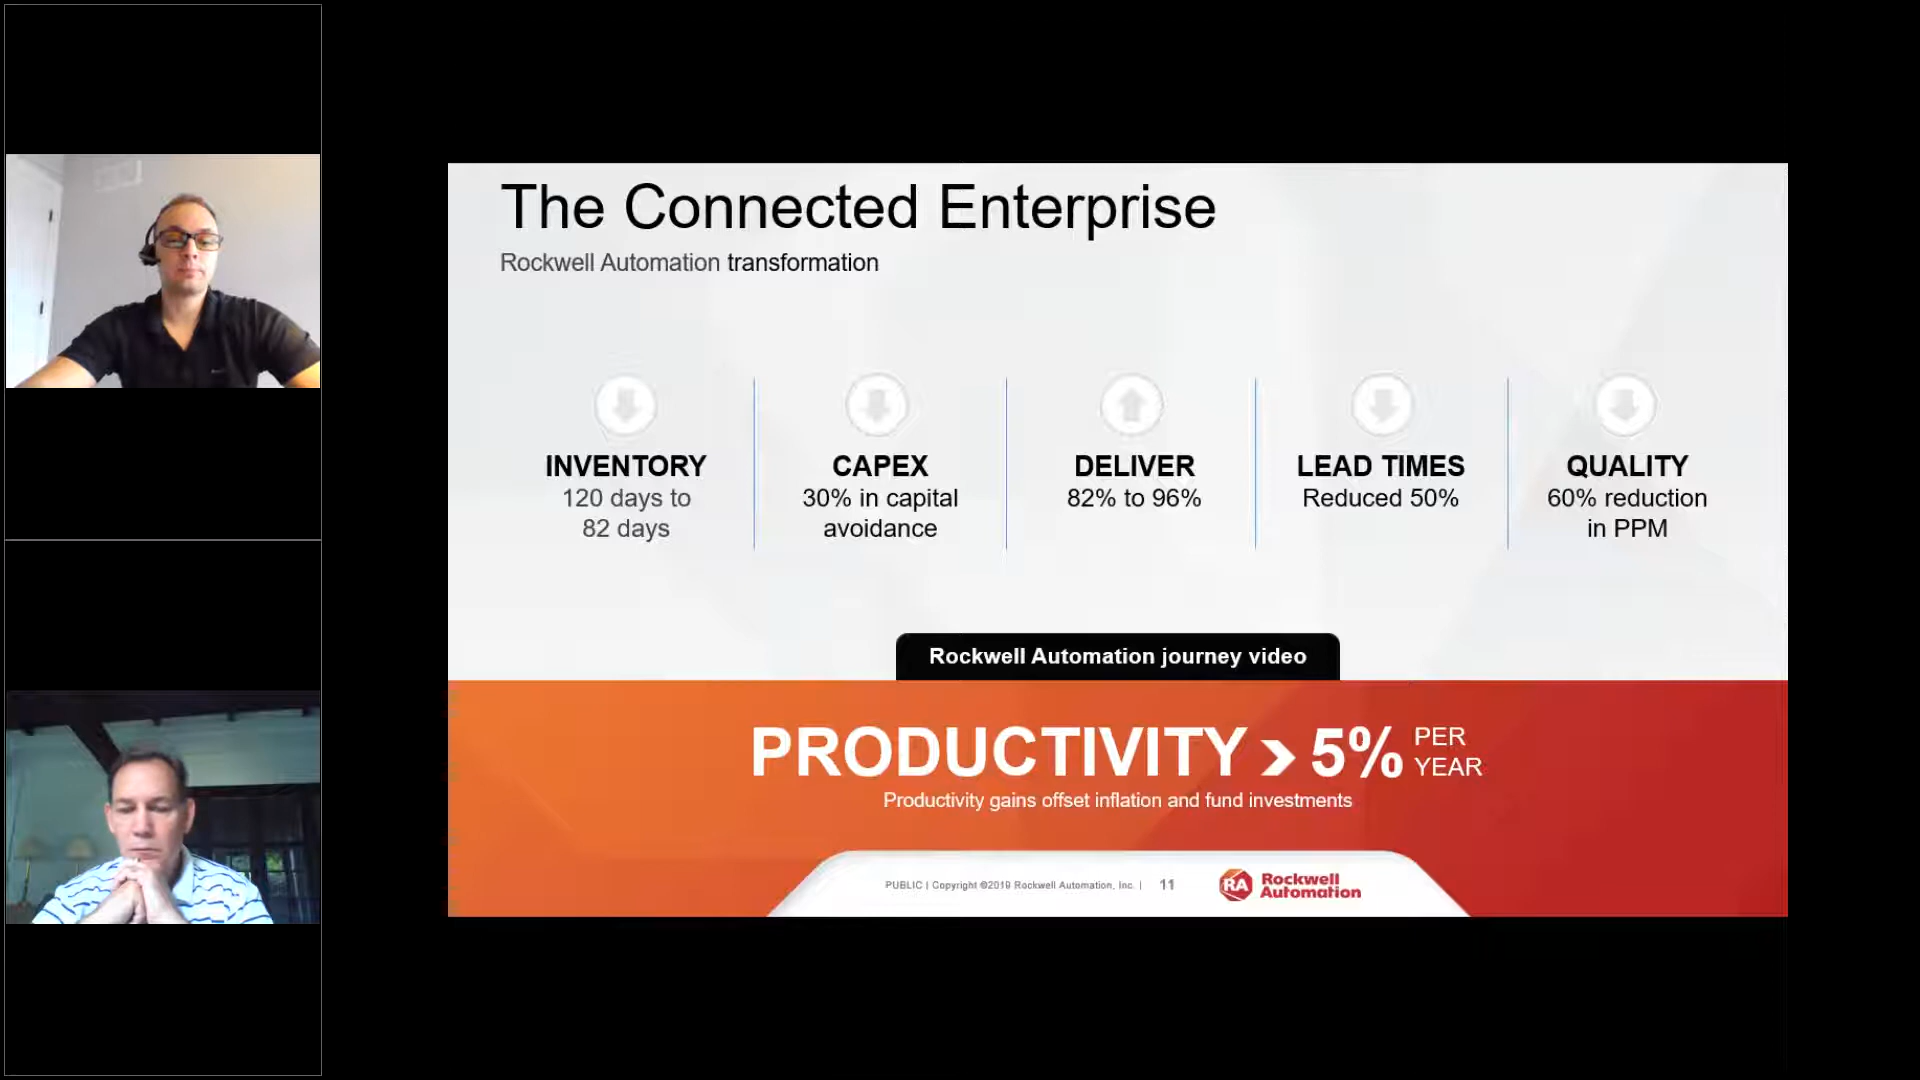 The Connected Enterprise
Rockwell Automation transformation
INVENTORY
120 days to
82 days
CAPEX
30% in capital
avoidance
DELIVER
82% to 96%
LEAD TIMES
Reduced 50%
QUALITY
60% reduction
in PPM
Rockwell Automation journey video
PRODUCTIVITY > 5% PER YEAR
Productivity gains offset inflation and fund investments
PUBLIC | Copyright ©2019 Rockwell Automation, Inc. | 11
RA Rockwell
Automation